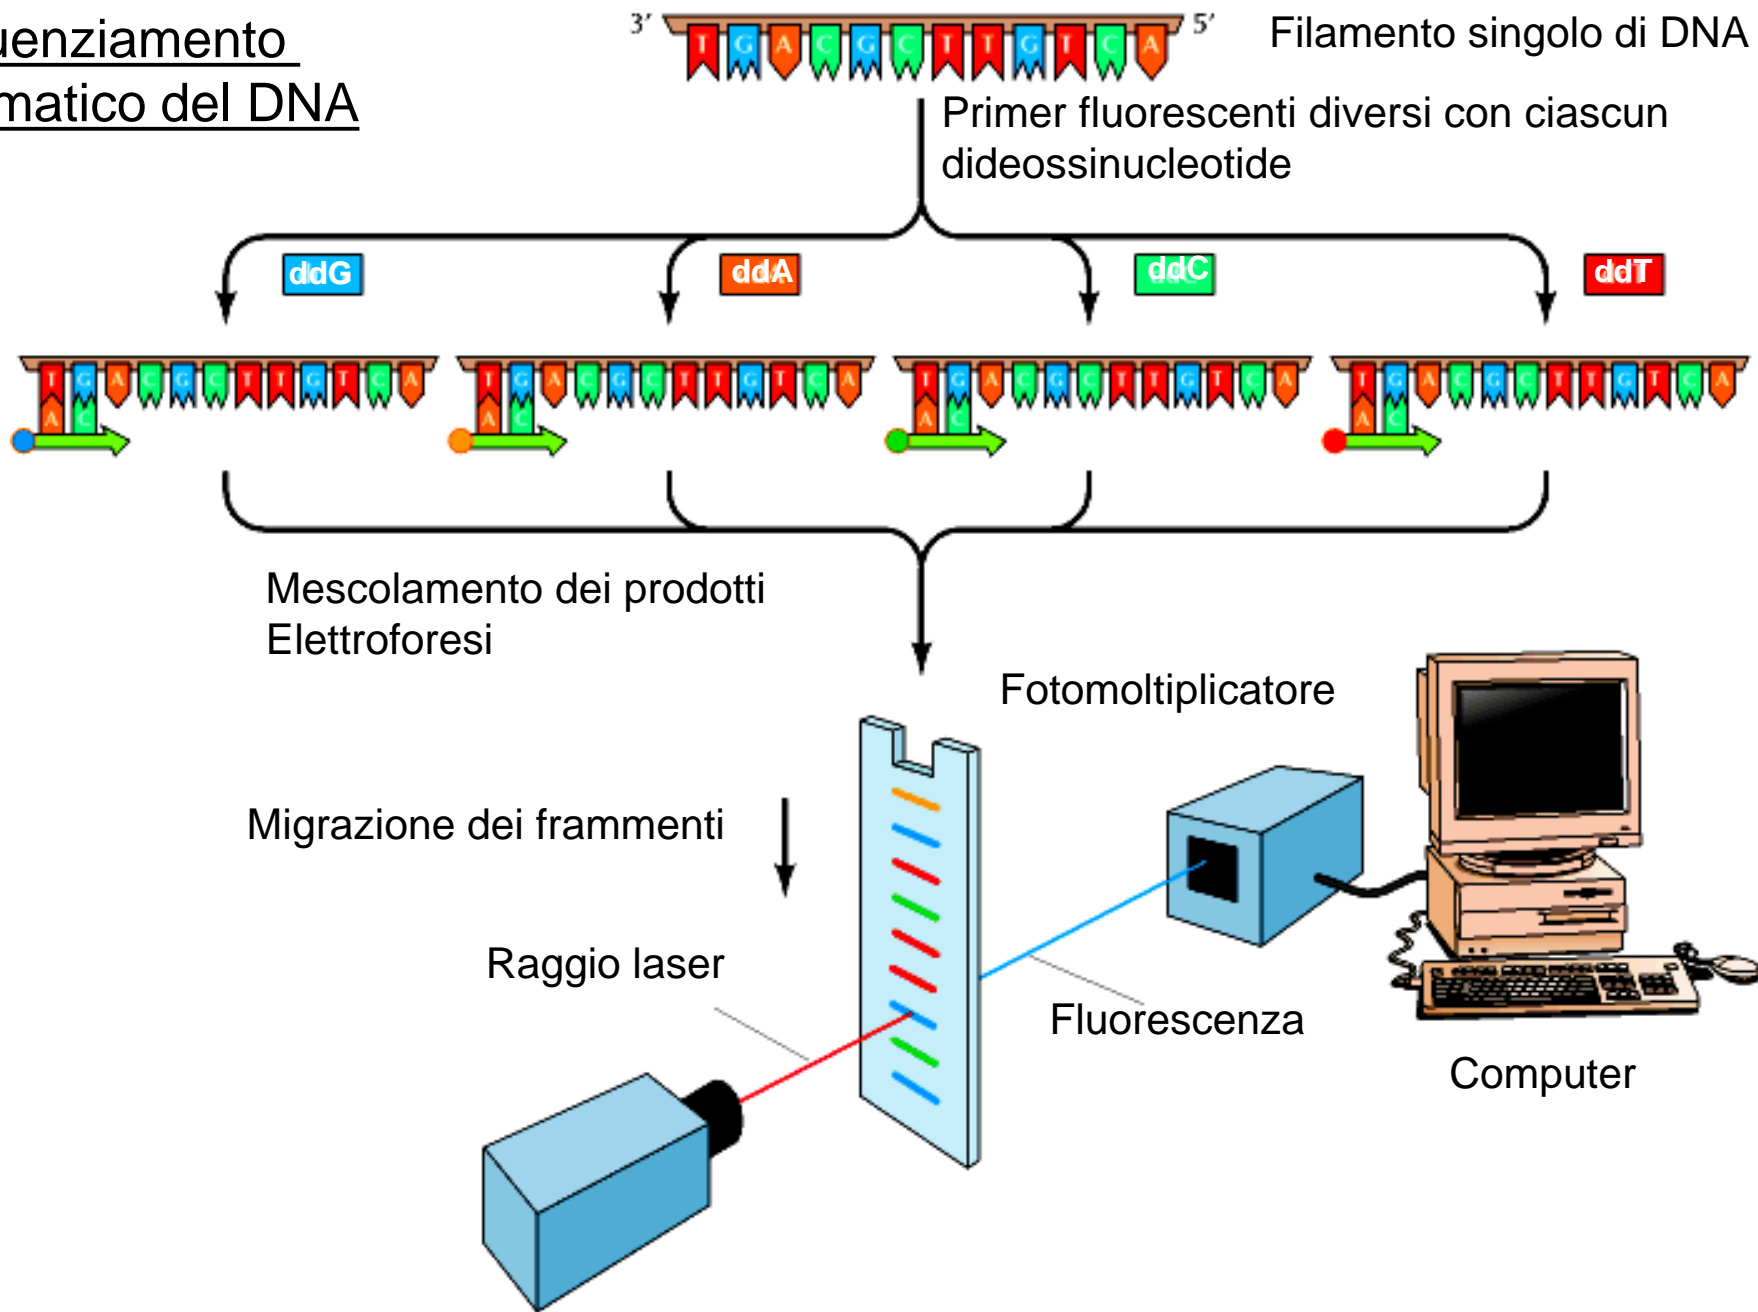 uenziamento
matico del DNA
3′ T G A C G C T T G T C A 5′
Filamento singolo di DNA
Primer fluorescenti diversi con ciascun
dideossinucleotide
ddG ddA ddC ddT
T G A C G C T T G T C A
A C
T G A C G C T T G T C A
A C
T G A C G C T T G T C A
A C
T G A C G C T T G T C A
A C
Mescolamento dei prodotti
Elettroforesi
Fotomoltiplicatore
Migrazione dei frammenti
Raggio laser
Fluorescenza
Computer